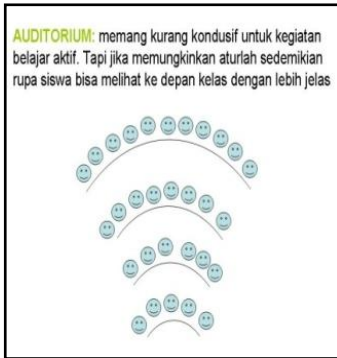 AUDITORIUM: memang kurang kondusif untuk kegiatan
belajar aktif. Tapi jika memungkinkan aturlah sedemikian
rupa siswa bisa melihat ke depan kelas dengan lebih jelas